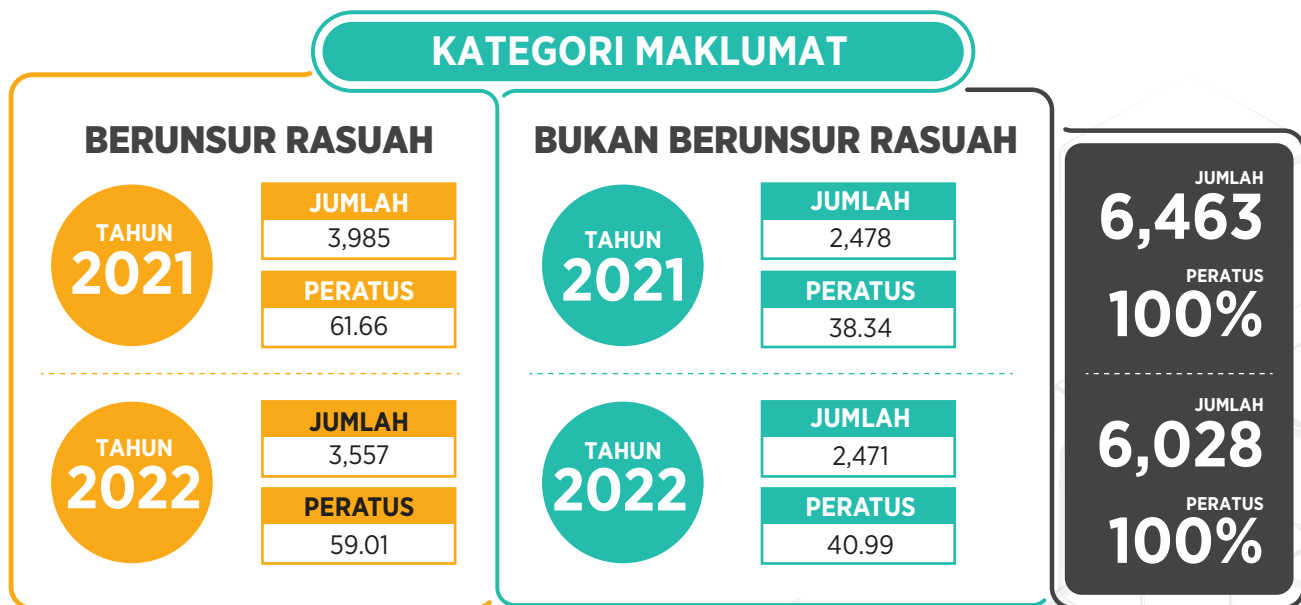 KATEGORI MAKLUMAT
BERUNSUR RASUAH
TAHUN
2021
JUMLAH
3,985
PERATUS
61.66
TAHUN
2022
JUMLAH
3,557
PERATUS
59.01
BUKAN BERUNSUR RASUAH
TAHUN
2021
JUMLAH
2,478
PERATUS
38.34
TAHUN
2022
JUMLAH
2,471
PERATUS
40.99
JUMLAH
6,463
PERATUS
100%
JUMLAH
6,028
PERATUS
100%